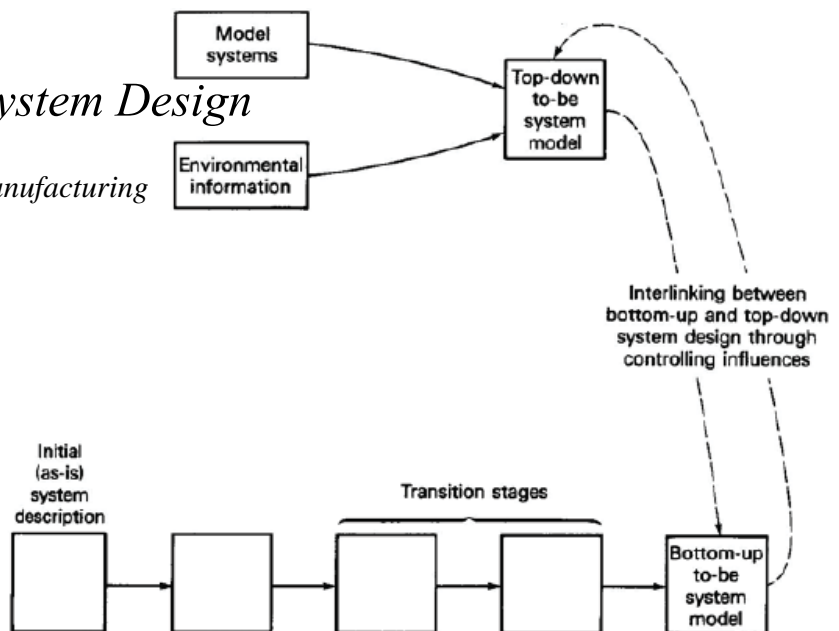 Model
systems
ystem Design
Environmental
information
anufacturing
Top-down
to-be
system
model
Interlinking between
bottom-up and top-down
system design through
controlling influences
Initial
(as-is)
system
description
Transition stages
Bottom-up
to-be
system
model